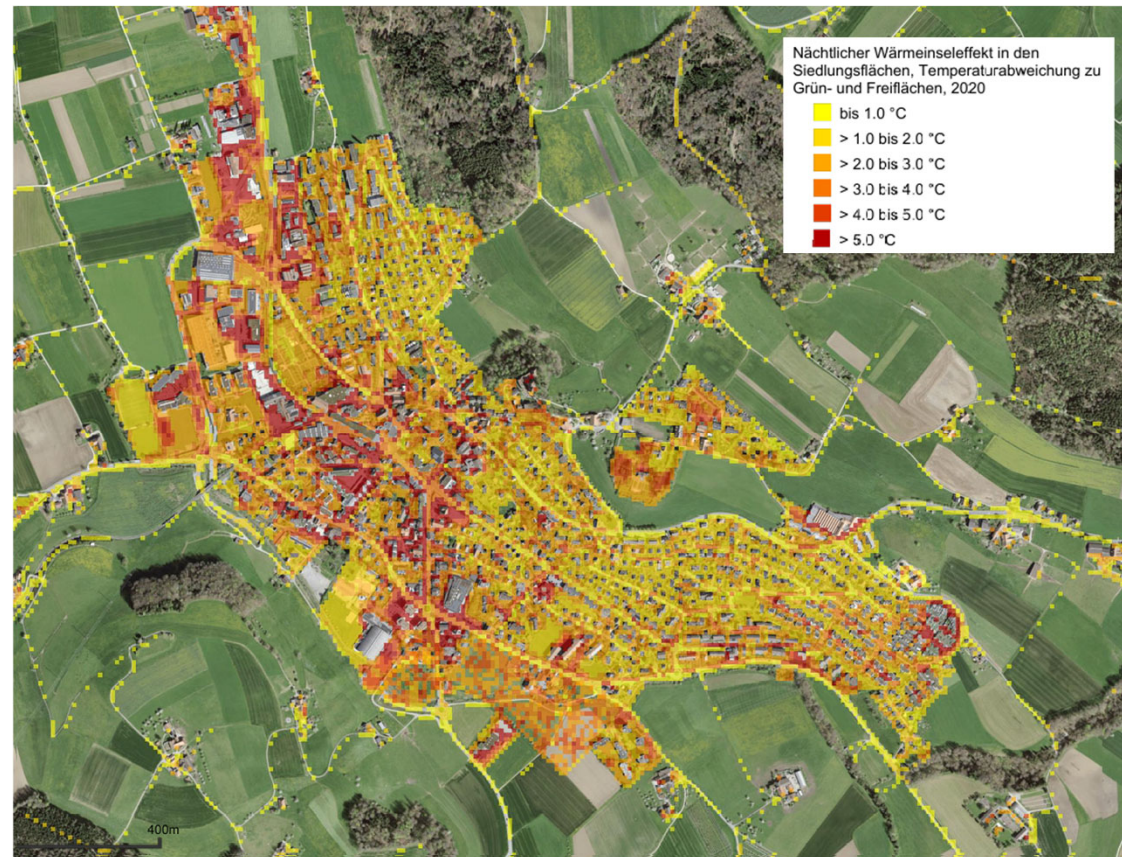 Nächtlicher Wärmeinseleffekt in den
Siedlungsflächen, Temperaturabweichung zu
Grün- und Freiflächen, 2020
bis 1.0 °C
> 1.0 bis 2.0 °C
> 2.0 bis 3.0 °C
> 3.0 bis 4.0 °C
> 4.0 bis 5.0 °C
> 5.0 °C
400m